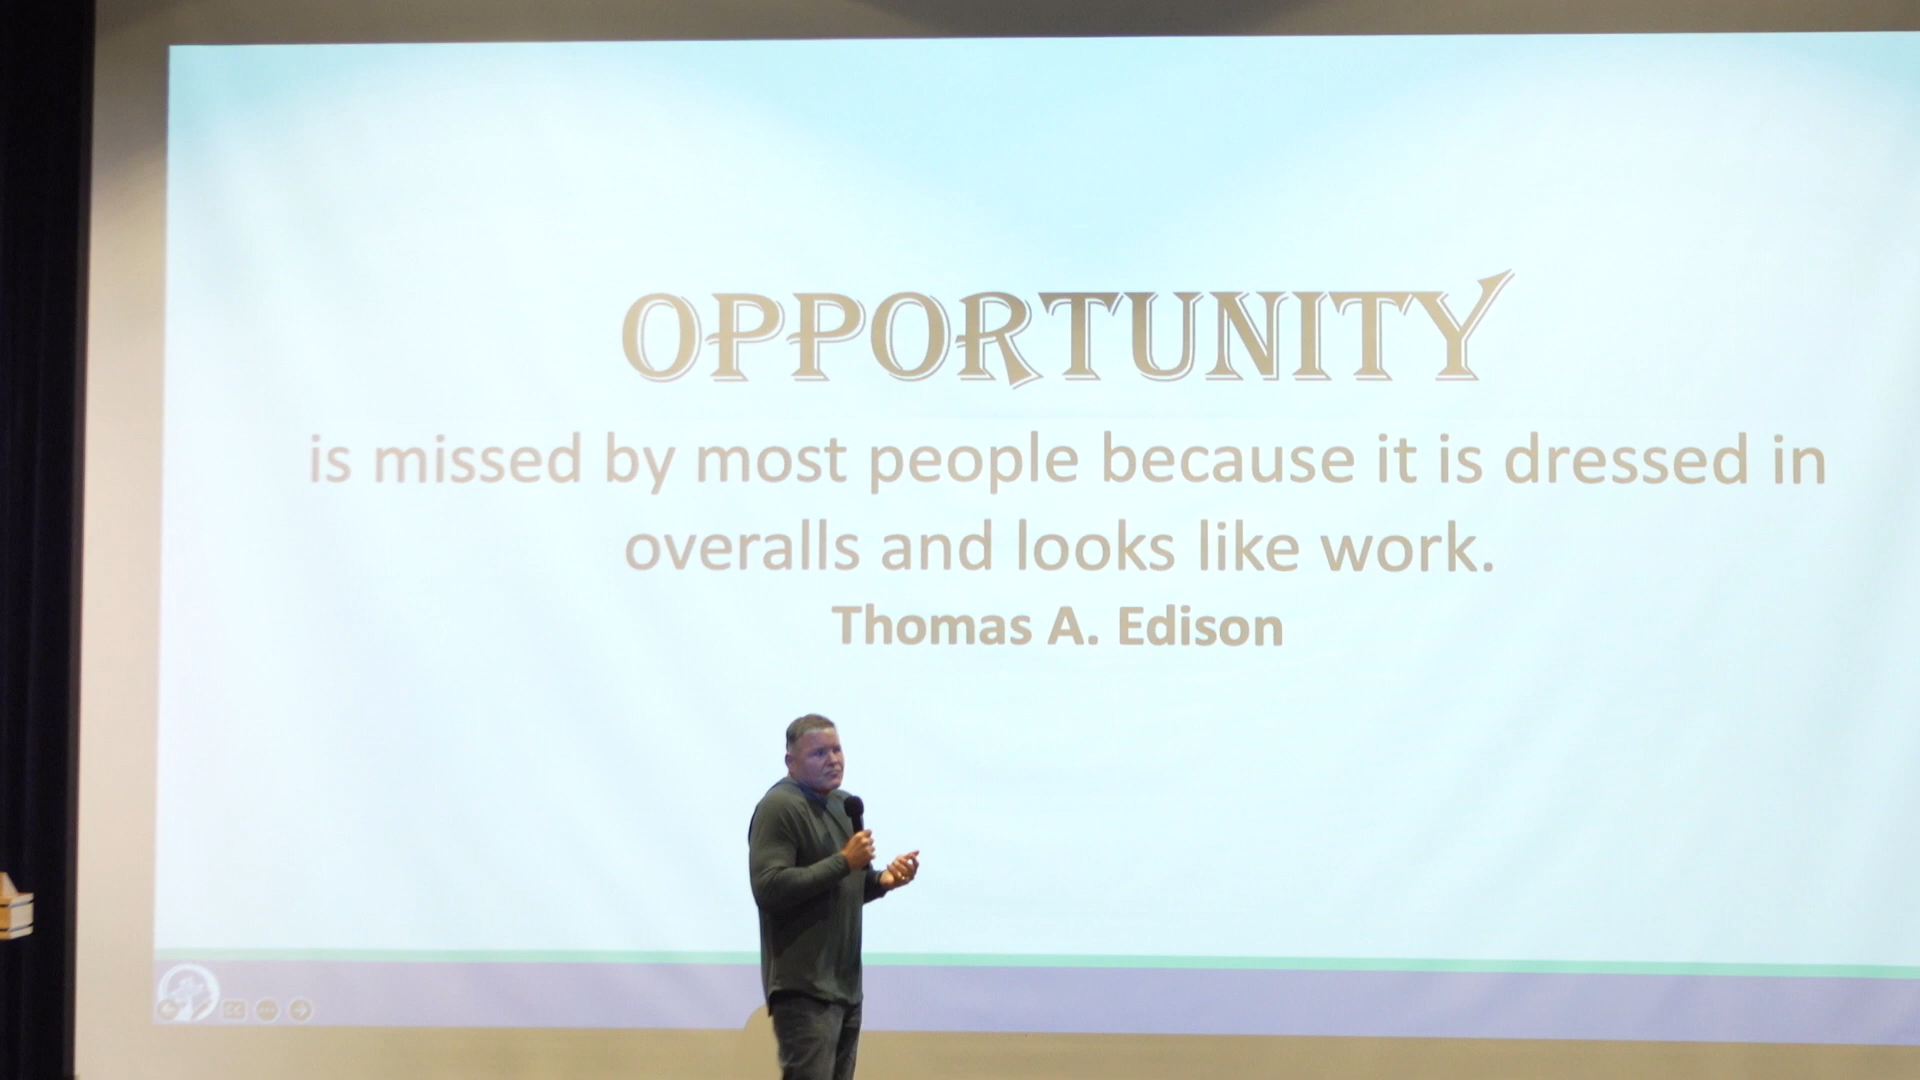 OPPORTUNITY
is missed by most people because it is dressed in
overalls and looks like work.
Thomas A. Edison